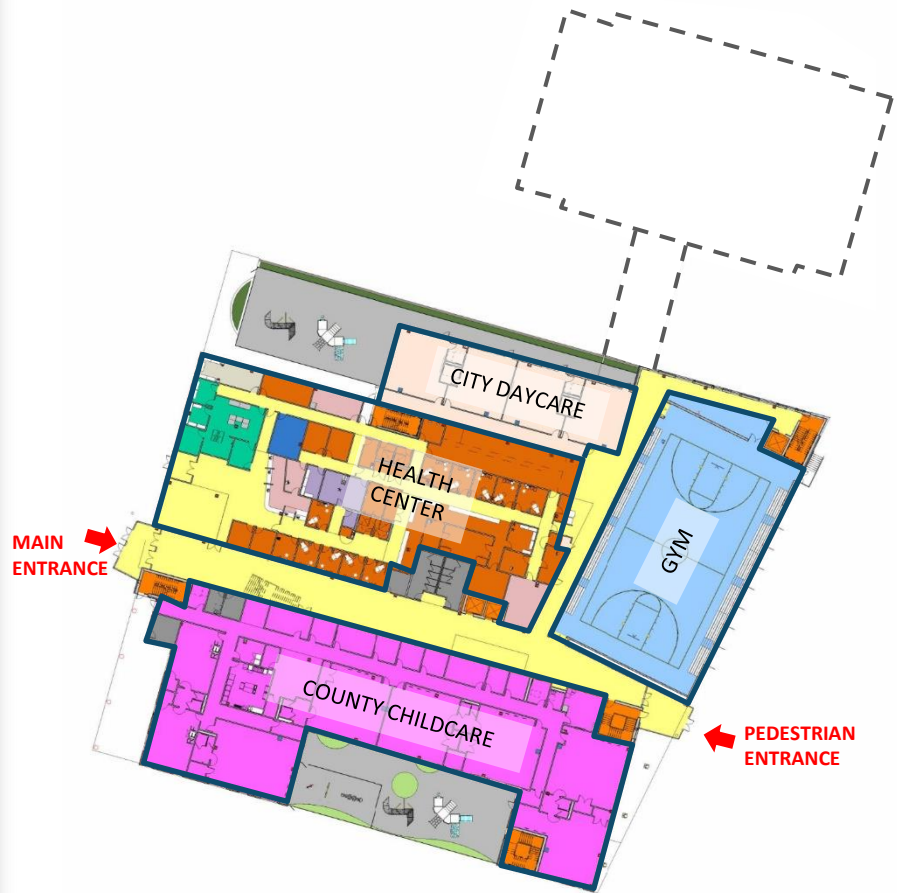 CITY DAYCARE
HEALTH
CENTER
GYM
MAIN
ENTRANCE
COUNTY CHILDCARE
PEDESTRIAN
ENTRANCE